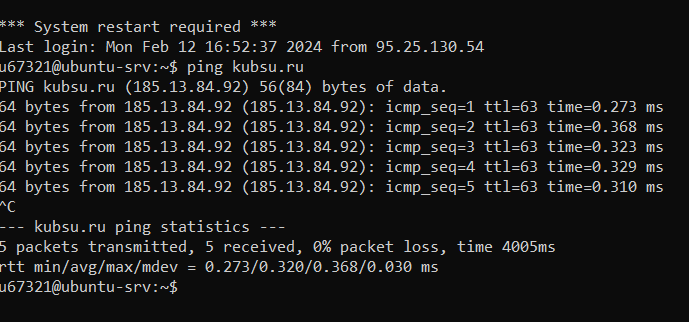 *** System restart required ***
Last login: Mon Feb 12 16:52:37 2024 from 95.25.130.54
u67321@ubuntu-srv:~$ ping kubsu.ru
PING kubsu.ru (185.13.84.92) 56(84) bytes of data.
64 bytes from 185.13.84.92 (185.13.84.92): icmp_seq=1 ttl=63 time=0.273 ms
64 bytes from 185.13.84.92 (185.13.84.92): icmp_seq=2 ttl=63 time=0.368 ms
64 bytes from 185.13.84.92 (185.13.84.92): icmp_seq=3 ttl=63 time=0.323 ms
64 bytes from 185.13.84.92 (185.13.84.92): icmp_seq=4 ttl=63 time=0.329 ms
64 bytes from 185.13.84.92 (185.13.84.92): icmp_seq=5 ttl=63 time=0.310 ms
^C
--- kubsu.ru ping statistics ---
5 packets transmitted, 5 received, 0% packet loss, time 4005ms
rtt min/avg/max/mdev = 0.273/0.320/0.368/0.030 ms
u67321@ubuntu-srv:~$